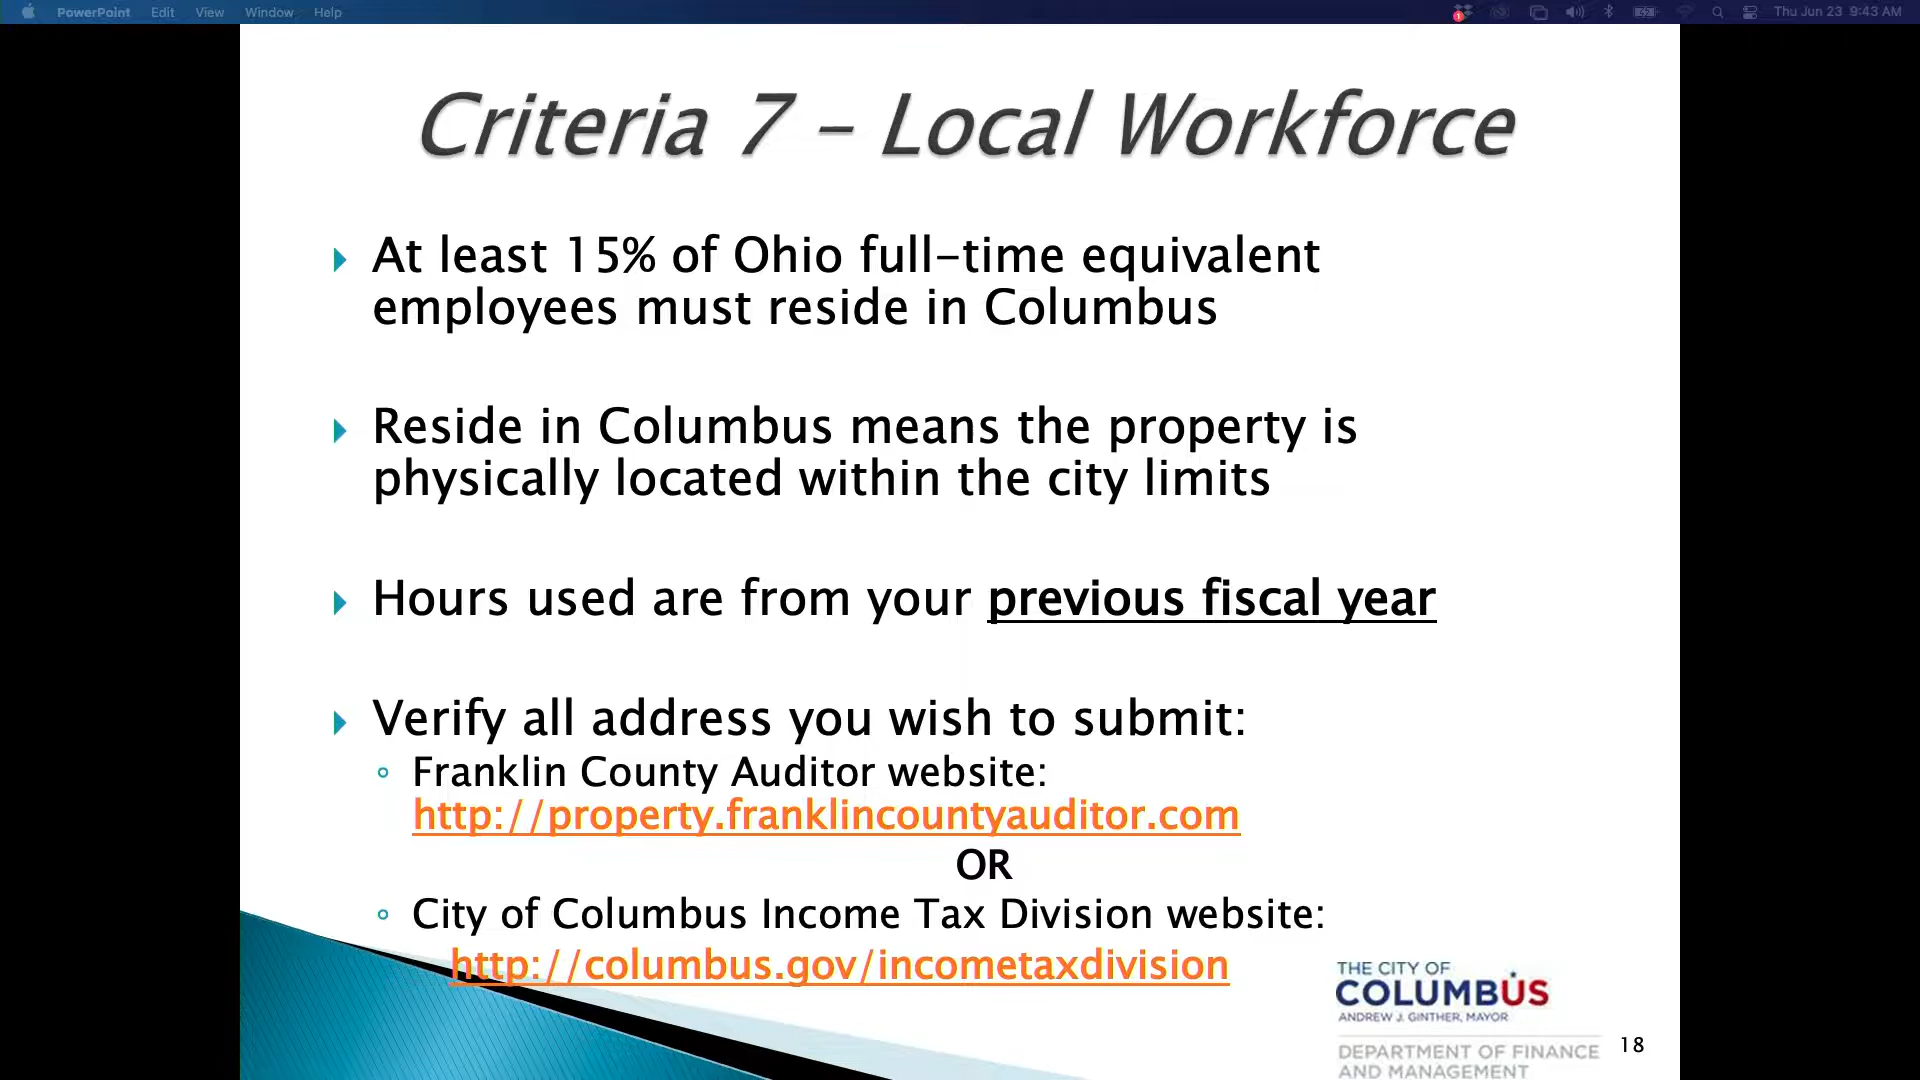 PowerPoint Edit View Window Help
1
Thu Jun 23 9:43 AM
Criteria 7 – Local Workforce
At least 15% of Ohio full–time equivalent
employees must reside in Columbus
Reside in Columbus means the property is
physically located within the city limits
Hours used are from your previous fiscal year
Verify all address you wish to submit:
Franklin County Auditor website:
http://property.franklincountyauditor.com
OR
City of Columbus Income Tax Division website:
http://columbus.gov/incometaxdivision
THE CITY OF
COLUMBUS
ANDREW J. GINTHER, MAYOR
DEPARTMENT OF FINANCE
AND MANAGEMENT
18